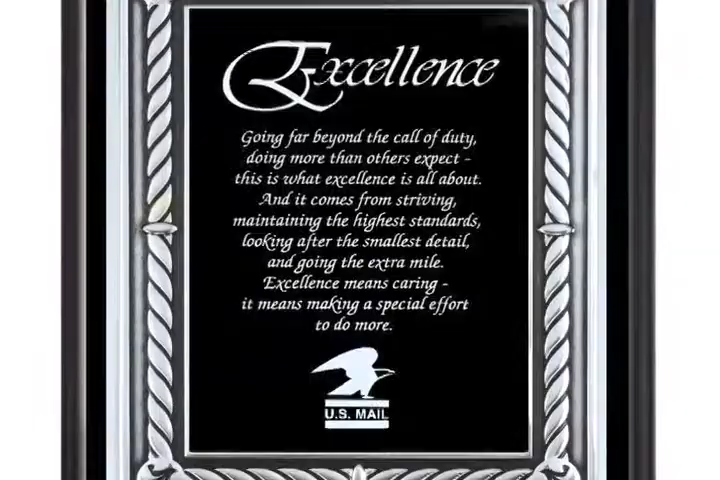 Excellence
Going far beyond the call of duty,
doing more than others expect -
this is what excellence is all about.
And it comes from striving,
maintaining the highest standards,
looking after the smallest detail,
and going the extra mile.
Excellence means caring -
it means making a special effort
to do more.
U.S. MAIL